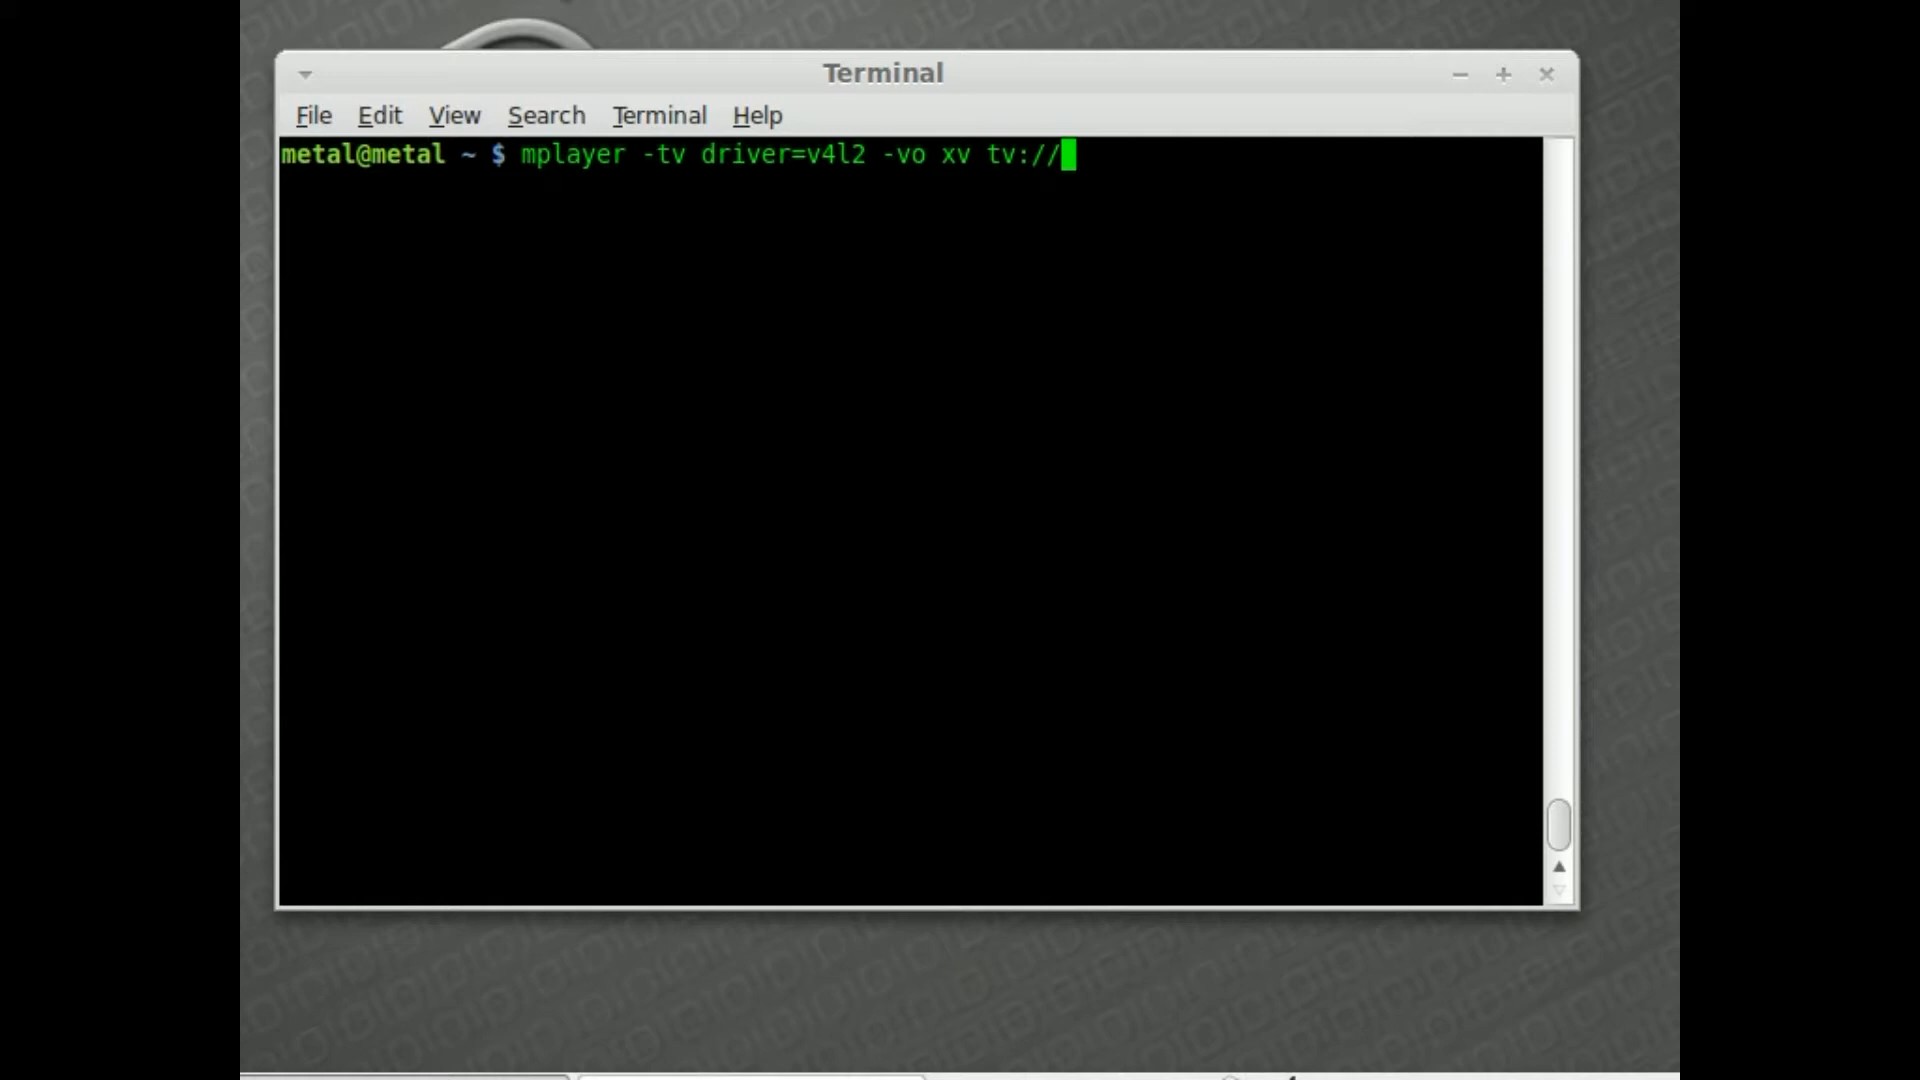 Terminal
File Edit View Search Terminal Help
metal@metal ~ $ mplayer -tv driver=v4l2 -vo xv tv://